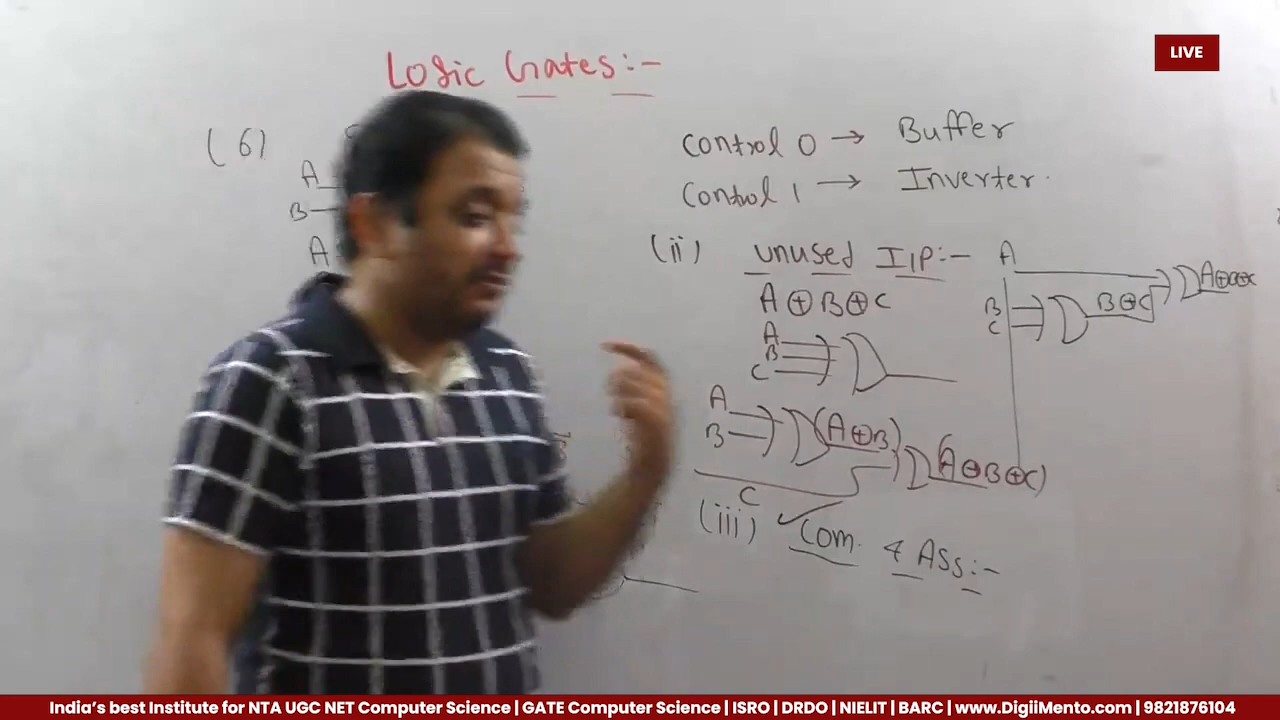 LIVE
Logic Gates:-
(6)
A
B
A
Control 0 → Buffer
Control 1 → Inverter.
(ii) unused I/P:-
A ⊕ B ⊕ C
A
B
C
A
B
C
B⊕C
A⊕B⊕C
A
B
(A⊕B)
C
(A⊕B⊕C)
(iii) ✓ Com. & Ass:-
India's best Institute for NTA UGC NET Computer Science | GATE Computer Science | ISRO | DRDO | NIELIT | BARC | www.DigiiMento.com | 9821876104